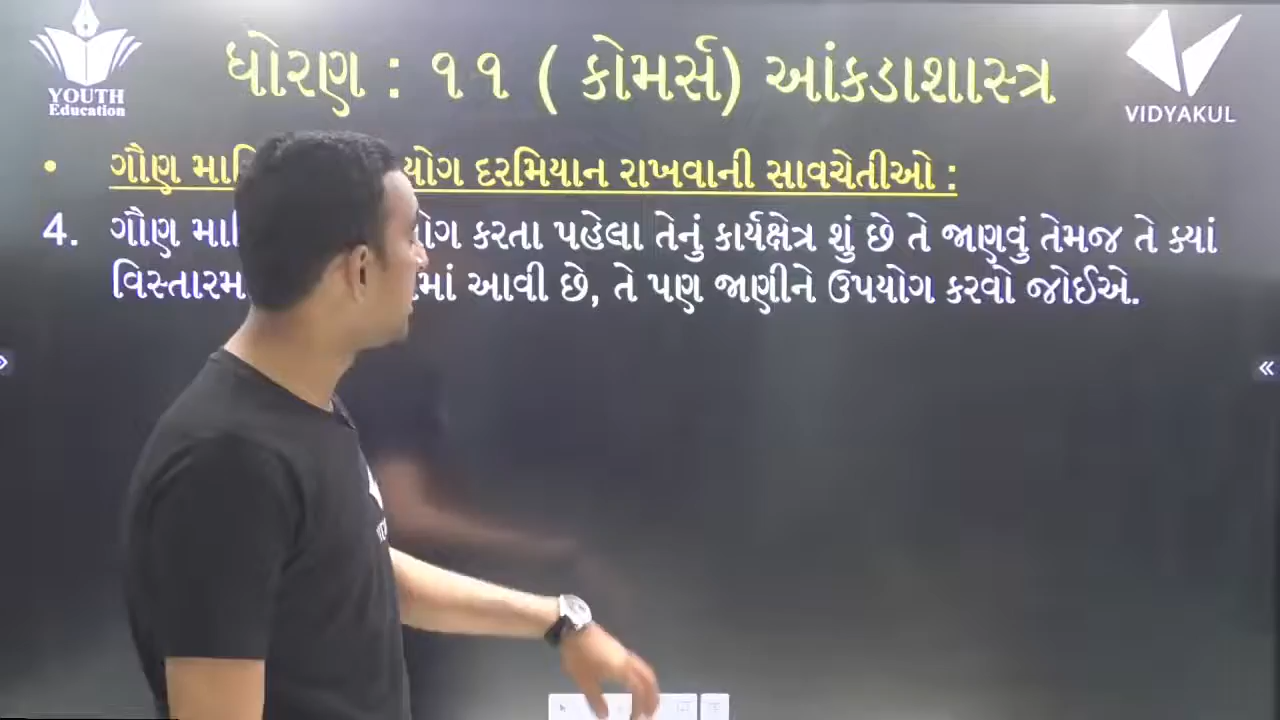 YOUTH
Education
ધોરણ : ૧૧ ( કોમર્સ) આંકડાશાસ્ત્ર
VIDYAKUL
• ગૌણ દરમિયાન રાખવાની સાવચેતીઓ :
4. ગૌણ કરતા પહેલા તેનું કાર્યક્ષેત્ર શું છે તે જાણવું તેમજ તે ક્યાં
આવી છે, તે પણ જાણીને ઉપયોગ કરવો જોઈએ.